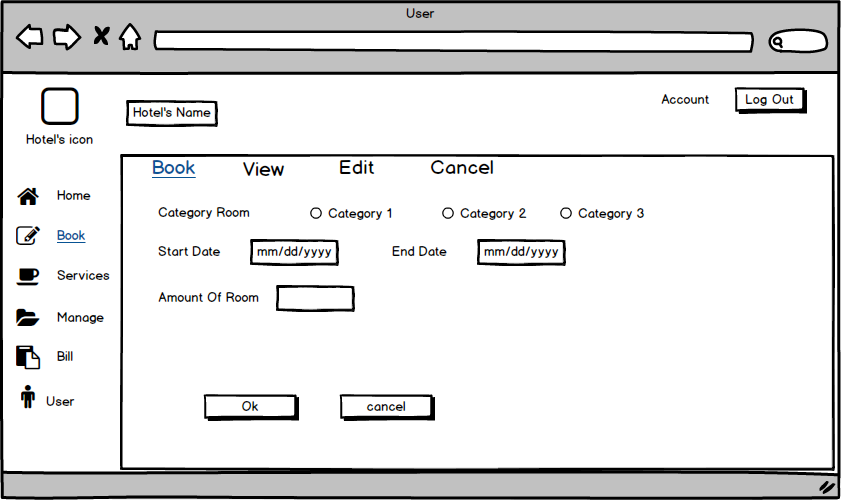 User
Account
Log Out
Hotel's Name
Hotel's icon
Book View Edit Cancel
Home
Category Room Category 1 Category 2 Category 3
Book
Start Date mm/dd/yyyy End Date mm/dd/yyyy
Services
Amount Of Room
Manage
Bill
User
Ok cancel